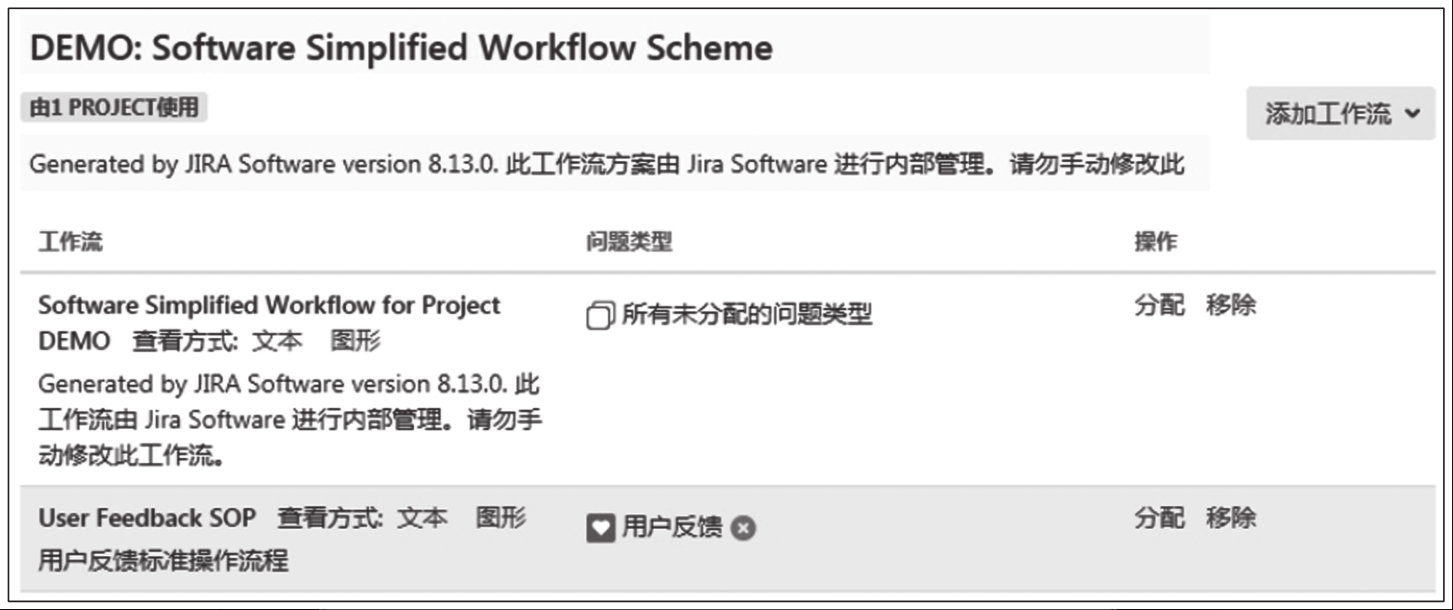 DEMO: Software Simplified Workflow Scheme
由1 PROJECT使用
添加工作流
Generated by JIRA Software version 8.13.0. 此工作流方案由 Jira Software 进行内部管理。请勿手动修改此
工作流 问题类型 操作
Software Simplified Workflow for Project 所有未分配的问题类型 分配 移除
DEMO 查看方式: 文本 图形
Generated by JIRA Software version 8.13.0. 此
工作流由 Jira Software 进行内部管理。请勿手
动修改此工作流。
User Feedback SOP 查看方式: 文本 图形 用户反馈 分配 移除
用户反馈标准操作流程